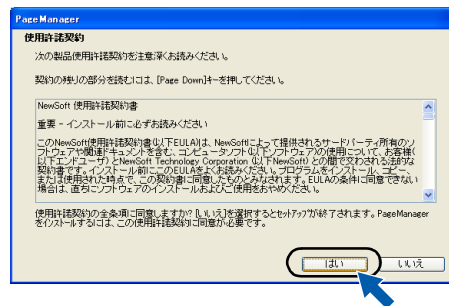 PageManager
使用許諾契約
次の製品使用許諾契約を注意深くお読みください。
契約の残りの部分を読むには、[Page Down]キーを押してください。
NewSoft 使用許諾契約書
重要 - インストール前に必ずお読みください
このNewSoft使用許諾契約書(以下EULA)は、NewSoftによって提供されるサードパーティ所有のソ
フトウェアや関連ドキュメントを含む、コンピュータソフト(以下ソフトウェア)の使用について、お客様(
以下エンドユーザ)とNewSoft Technology Corporation (以下NewSoft) との間で交わされる法的な
契約書です。インストール前にこのEULAをよくお読みください。プログラムをインストール、コピー、
または使用された時点で、この契約書に同意したものとみなされます。EULAの条件に同意できない
場合は、直ちにソフトウェアのインストールおよびご使用をおやめください。
使用許諾契約の全条項に同意しますか? [いいえ]を選択するとセットアップが終了されます。PageManager
をインストールするには、この使用許諾契約に同意が必要です。
はい
いいえ